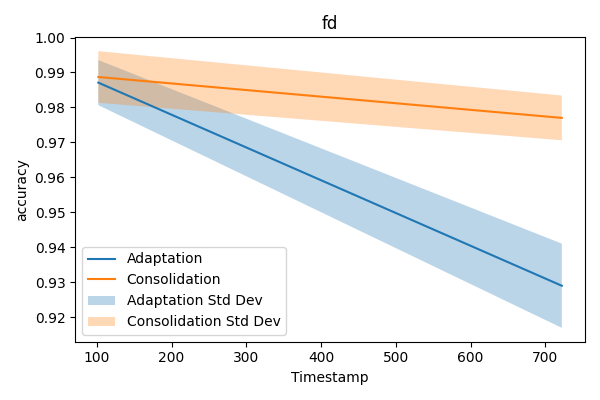 fd
1.00
0.99
0.98
0.97
0.96
0.95
0.94
0.93
0.92
accuracy
Adaptation
Consolidation
Adaptation Std Dev
Consolidation Std Dev
100 200 300 400 500 600 700
Timestamp